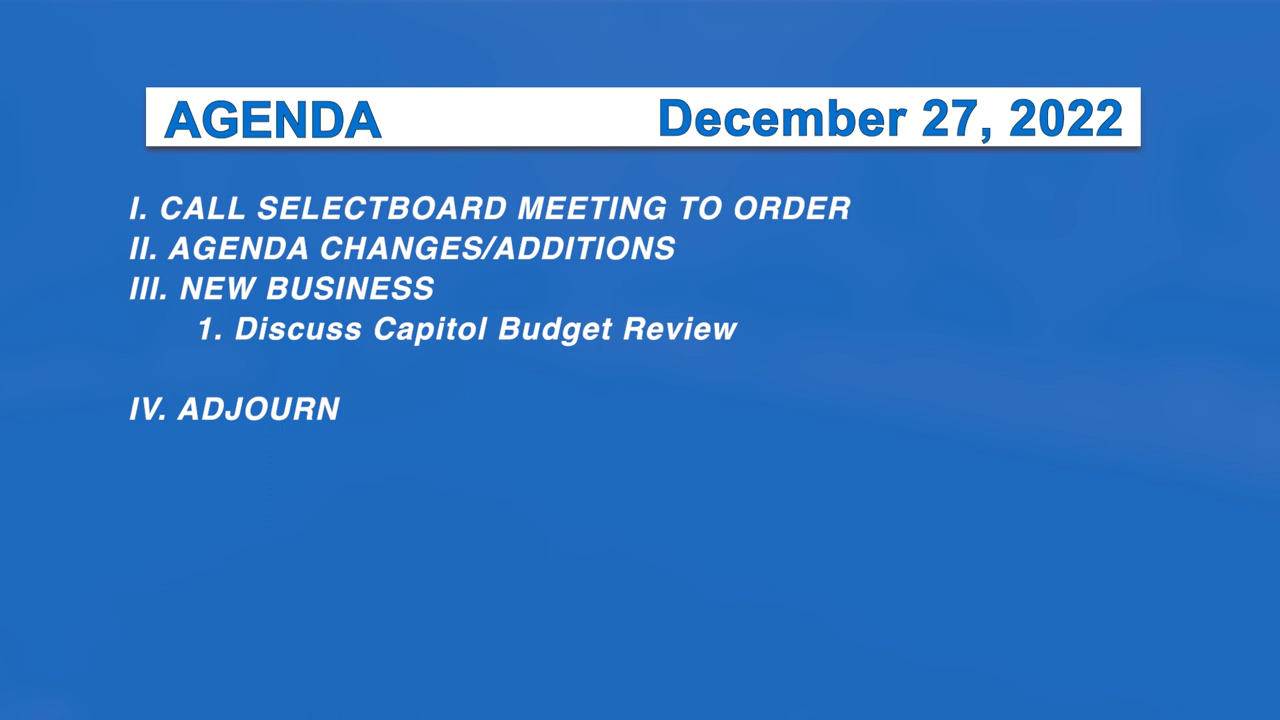 AGENDA December 27, 2022
I. CALL SELECTBOARD MEETING TO ORDER
II. AGENDA CHANGES/ADDITIONS
III. NEW BUSINESS
1. Discuss Capitol Budget Review
IV. ADJOURN